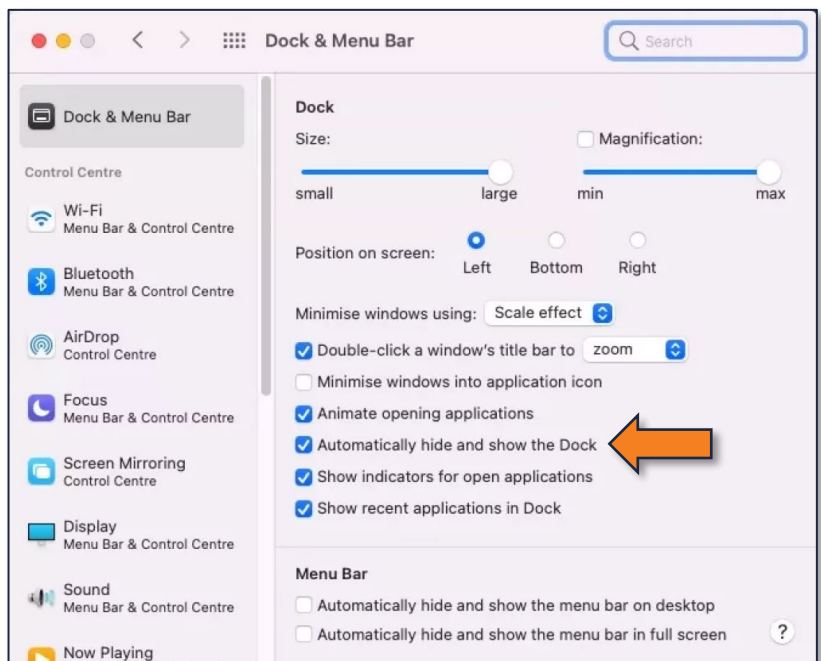 Dock & Menu Bar
Search
Dock & Menu Bar
Control Centre
Wi-Fi
Menu Bar & Control Centre
Bluetooth
Menu Bar & Control Centre
AirDrop
Control Centre
Focus
Menu Bar & Control Centre
Screen Mirroring
Control Centre
Display
Menu Bar & Control Centre
Sound
Menu Bar & Control Centre
Now Playing
Dock
Size:
Magnification:
small large min max
Position on screen:
Left Bottom Right
Minimise windows using: Scale effect
Double-click a window's title bar to zoom
Minimise windows into application icon
Animate opening applications
Automatically hide and show the Dock
Show indicators for open applications
Show recent applications in Dock
Menu Bar
Automatically hide and show the menu bar on desktop
Automatically hide and show the menu bar in full screen
?